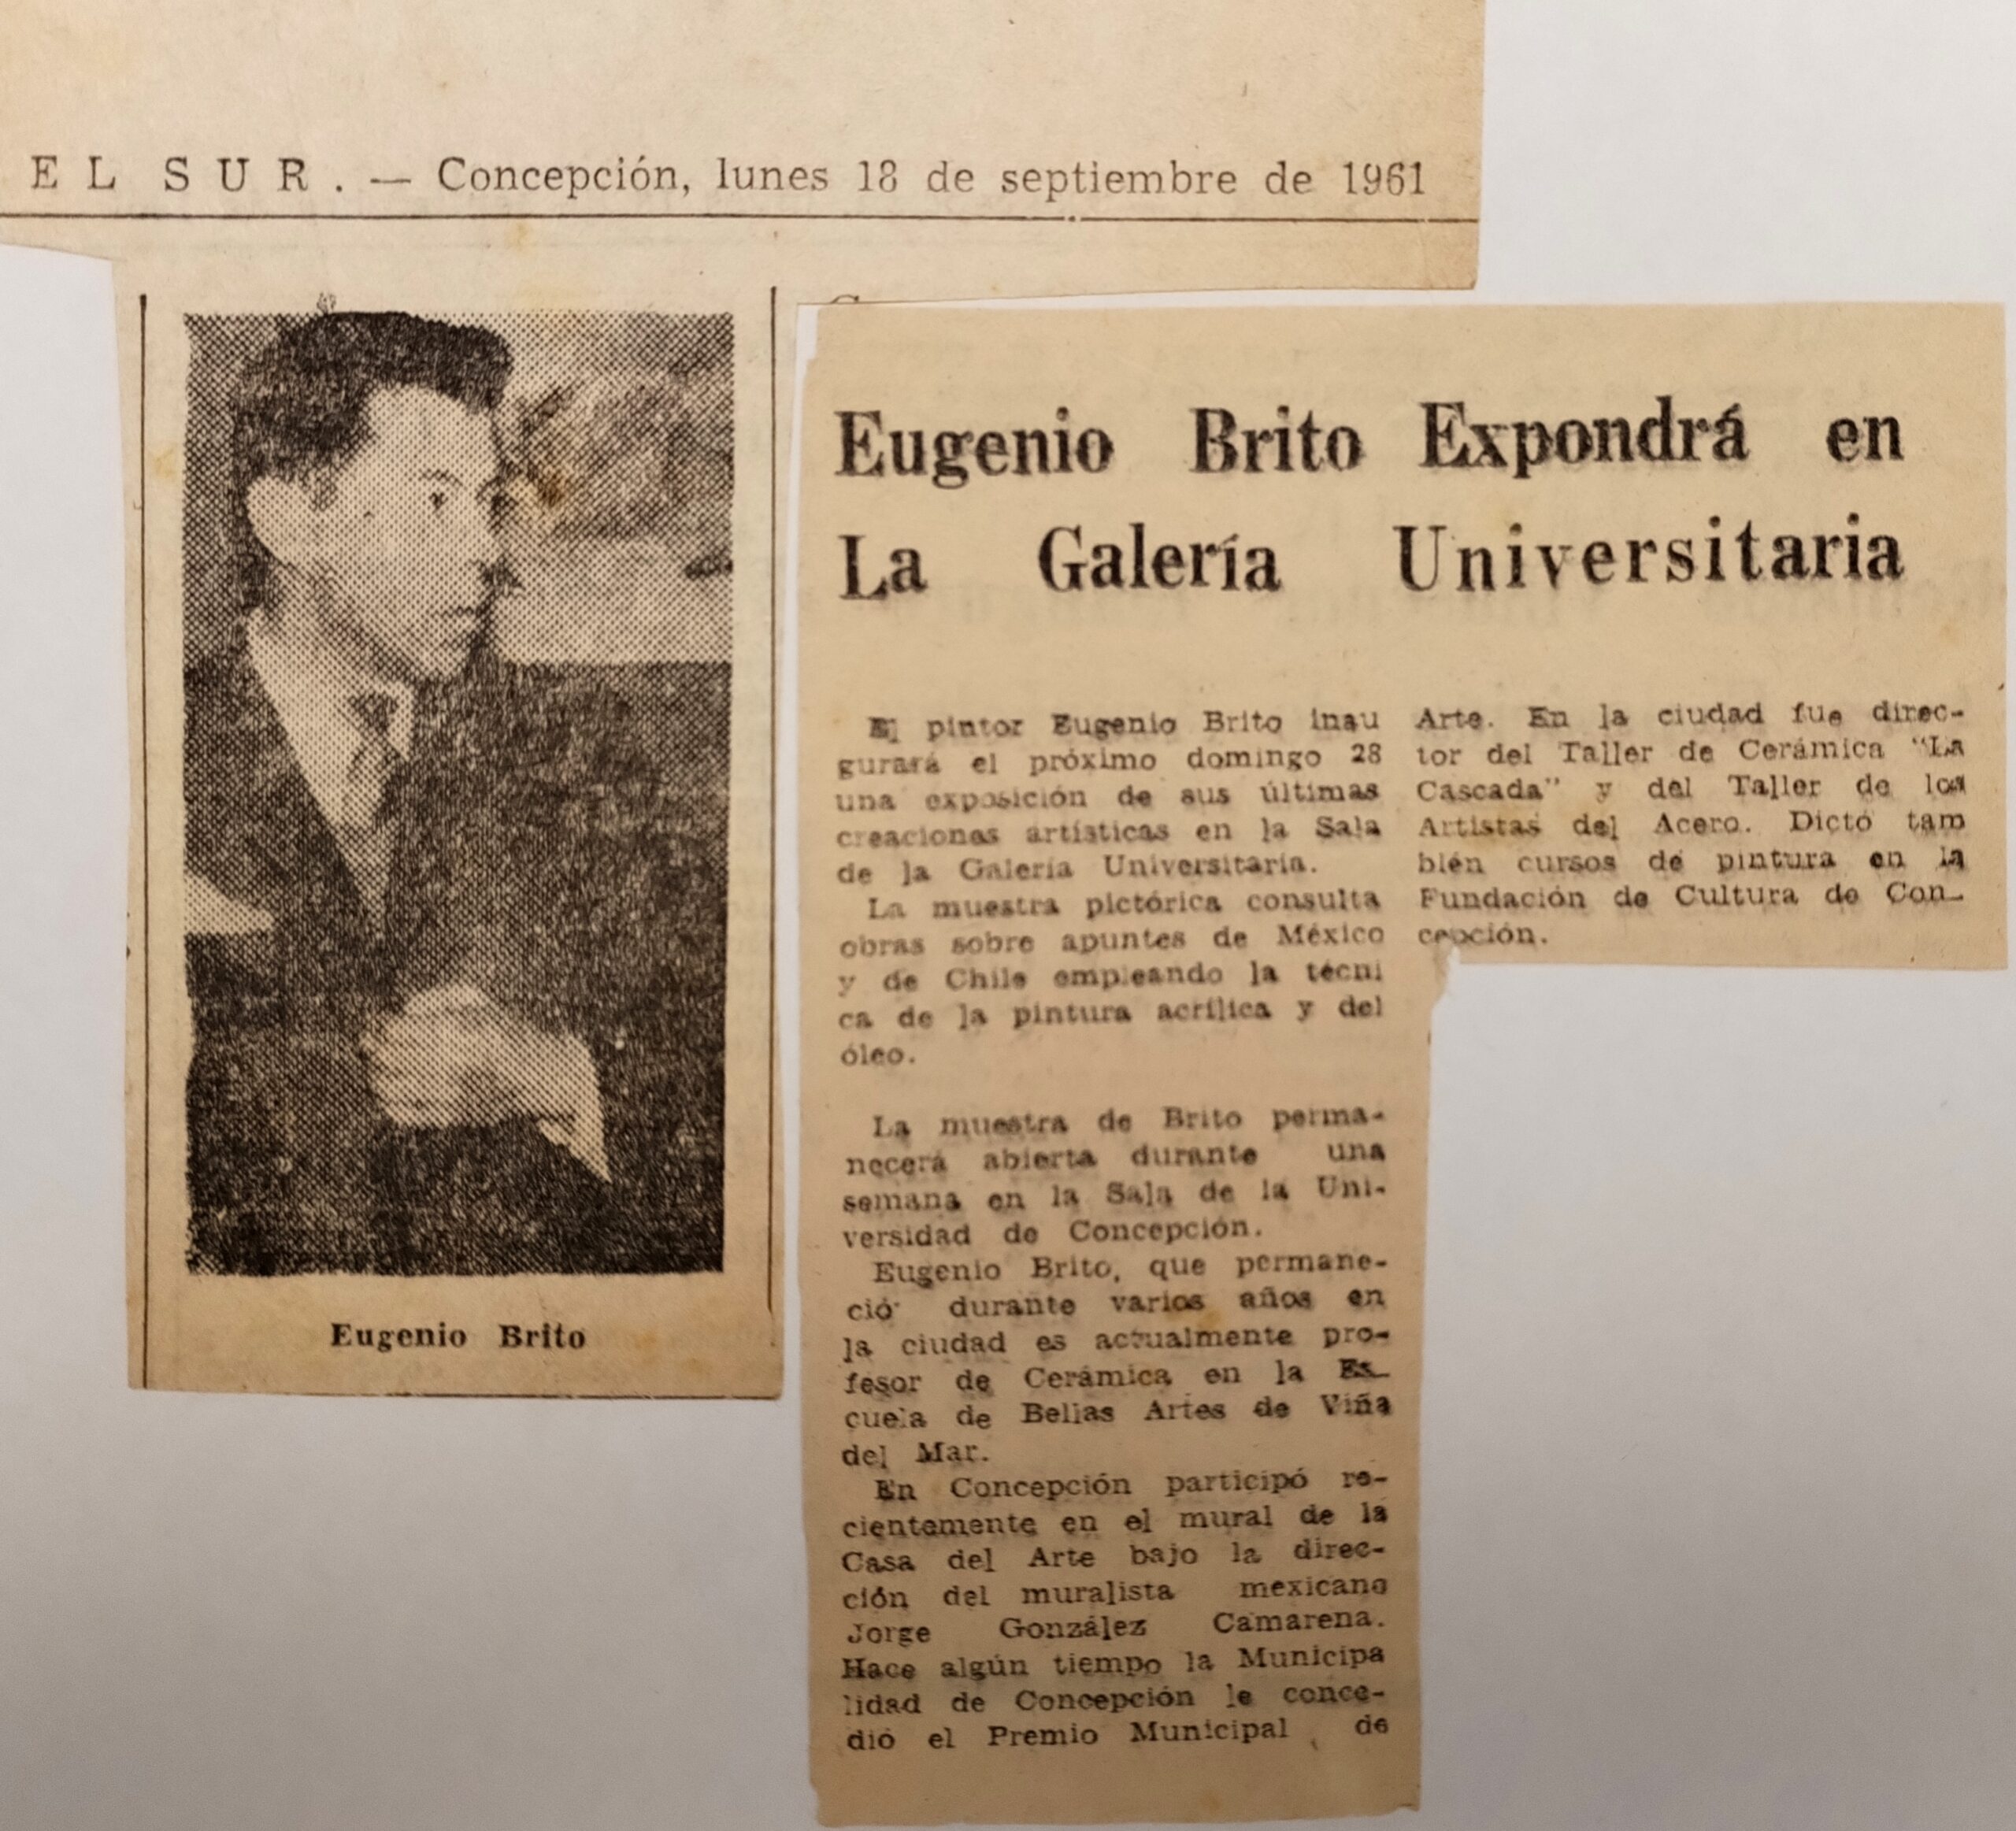 EL SUR. — Concepción, lunes 18 de septiembre de 1961
Eugenio Brito
Eugenio Brito Expondrá en
La Galería Universitaria
El pintor Eugenio Brito inau
gurará el próximo domingo 28
una exposición de sus últimas
creaciones artísticas en la Sala
de la Galería Universitaria.
La muestra pictórica consulta
obras sobre apuntes de México
y de Chile empleando la técni
ca de la pintura acrílica y del
óleo.
La muestra de Brito perma-
necerá abierta durante una
semana en la Sala de la Uni-
versidad de Concepción.
Eugenio Brito, que permane-
ció durante varios años en
la ciudad es actualmente pro-
fesor de Cerámica en la Es-
cuela de Bellas Artes de Viña
del Mar.
En Concepción participó re-
cientemente en el mural de la
Casa del Arte bajo la direc-
ción del muralista mexicano
Jorge González Camarena.
Hace algún tiempo la Municipa
lidad de Concepción le conce-
dió el Premio Municipal de
Arte. En la ciudad fue direc-
tor del Taller de Cerámica "La
Cascada" y del Taller de los
Artistas del Acero. Dictó tam
bién cursos de pintura en la
Fundación de Cultura de Con-
cepción.